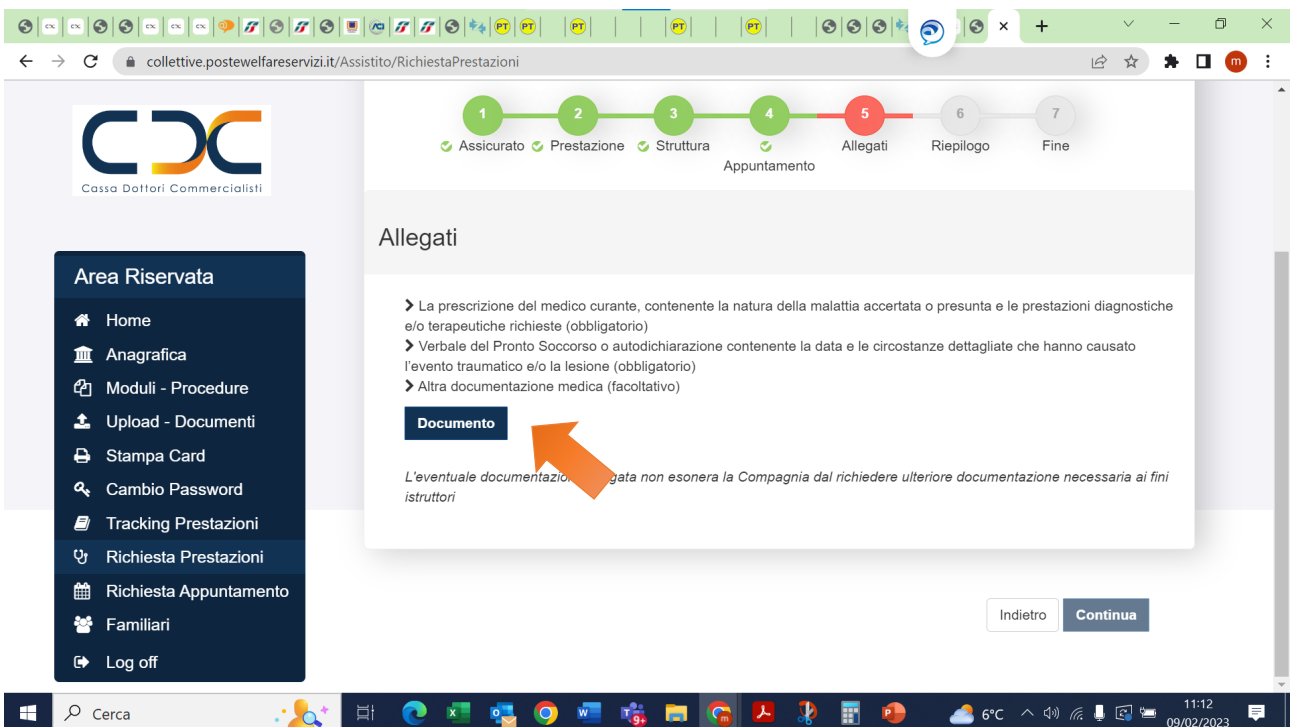 collettive.postewelfareservizi.it/Assistito/RichiestaPrestazioni
m
CDC
Cassa Dottori Commercialisti
1 2 3 4 5 6 7
Assicurato Prestazione Struttura Appuntamento Allegati Riepilogo Fine
Allegati
Area Riservata
Home
Anagrafica
Moduli - Procedure
Upload - Documenti
Stampa Card
Cambio Password
Tracking Prestazioni
Richiesta Prestazioni
Richiesta Appuntamento
Familiari
Log off
La prescrizione del medico curante, contenente la natura della malattia accertata o presunta e le prestazioni diagnostiche
e/o terapeutiche richieste (obbligatorio)
Verbale del Pronto Soccorso o autodichiarazione contenente la data e le circostanze dettagliate che hanno causato
l'evento traumatico e/o la lesione (obbligatorio)
Altra documentazione medica (facoltativo)
Documento
L'eventuale documentazione gata non esonera la Compagnia dal richiedere ulteriore documentazione necessaria ai fini
istruttori
Indietro Continua
Cerca
9+
6°C
11:12
09/02/2023